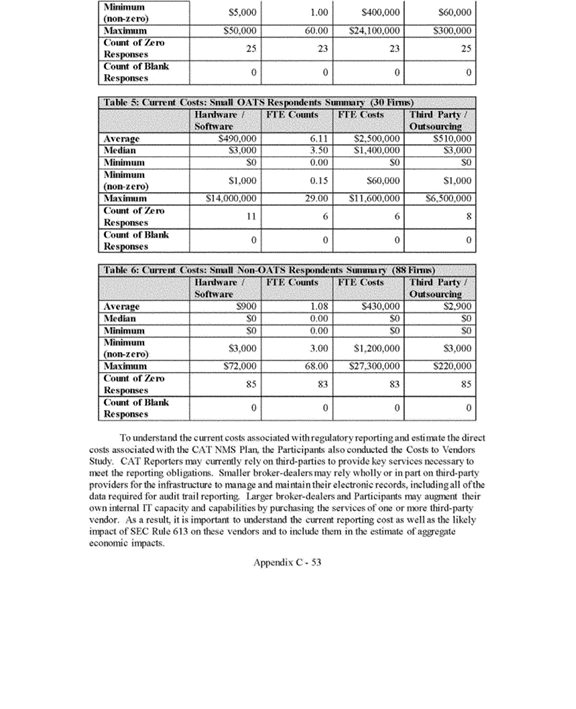 Minimum
(non-zero) $5,000 1.00 $400,000 $60,000
Maximum $50,000 60.00 $24,100,000 $300,000
Count of Zero
Responses 25 23 23 25
Count of Blank
Responses 0 0 0 0
Table 5: Current Costs: Small OATS Respondents Summary (30 Firms)
Hardware / FTE Counts FTE Costs Third Party /
Software Outsourcing
Average $490,000 6.11 $2,500,000 $510,000
Median $3,000 3.50 $1,400,000 $3,000
Minimum $0 0.00 $0 $0
Minimum
(non-zero) $1,000 0.15 $60,000 $1,000
Maximum $14,000,000 29.00 $11,600,000 $6,500,000
Count of Zero
Responses 11 6 6 8
Count of Blank
Responses 0 0 0 0
Table 6: Current Costs: Small Non-OATS Respondents Summary (88 Firms)
Hardware / FTE Counts FTE Costs Third Party /
Software Outsourcing
Average $900 1.08 $430,000 $2,900
Median $0 0.00 $0 $0
Minimum $0 0.00 $0 $0
Minimum
(non-zero) $3,000 3.00 $1,200,000 $3,000
Maximum $72,000 68.00 $27,300,000 $220,000
Count of Zero
Responses 85 83 83 85
Count of Blank
Responses 0 0 0 0
To understand the current costs associated with regulatory reporting and estimate the direct
costs associated with the CAT NMS Plan, the Participants also conducted the Costs to Vendors
Study. CAT Reporters may currently rely on third-parties to provide key services necessary to
meet the reporting obligations. Smaller broker-dealers may rely wholly or in part on third-party
providers for the infrastructure to manage and maintain their electronic records, including all of the
data required for audit trail reporting. Larger broker-dealers and Participants may augment their
own internal IT capacity and capabilities by purchasing the services of one or more third-party
vendor. As a result, it is important to understand the current reporting cost as well as the likely
impact of SEC Rule 613 on these vendors and to include them in the estimate of aggregate
economic impacts.
Appendix C - 53